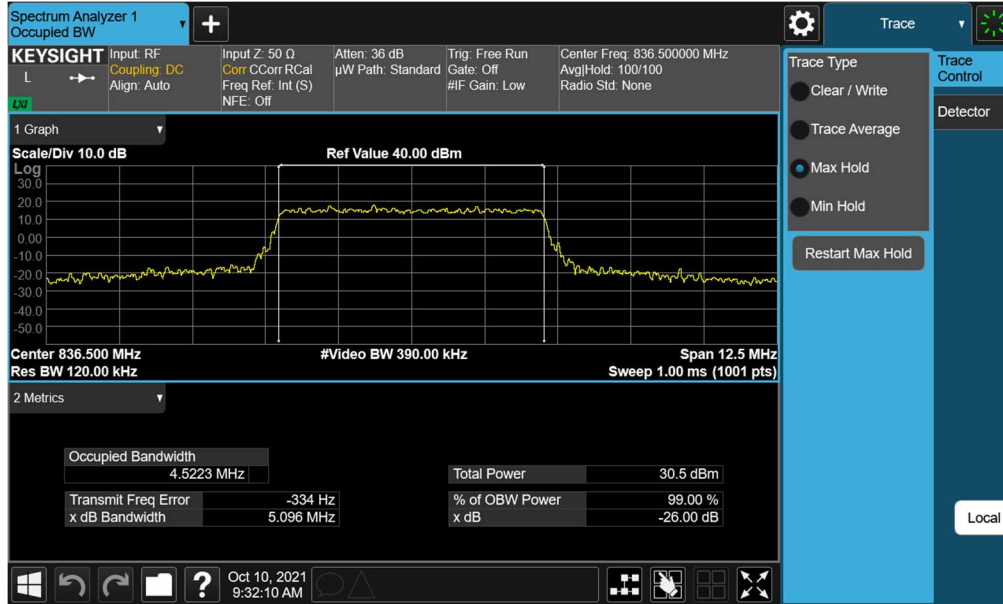 Spectrum Analyzer 1
Occupied BW
+
Trace
KEYSIGHT
L
LXI
Input: RF
Coupling: DC
Align: Auto
Input Z: 50 Ω
Corr CCorr RCal
Freq Ref: Int (S)
NFE: Off
Atten: 36 dB
µW Path: Standard
Trig: Free Run
Gate: Off
#IF Gain: Low
Center Freq: 836.500000 MHz
Avg|Hold: 100/100
Radio Std: None
1 Graph
Scale/Div 10.0 dB
Ref Value 40.00 dBm
Log
30.0
20.0
10.0
0.00
-10.0
-20.0
-30.0
-40.0
-50.0
Center 836.500 MHz
Res BW 120.00 kHz
#Video BW 390.00 kHz
Span 12.5 MHz
Sweep 1.00 ms (1001 pts)
2 Metrics
Occupied Bandwidth
4.5223 MHz
Total Power 30.5 dBm
Transmit Freq Error -334 Hz
% of OBW Power 99.00 %
x dB Bandwidth 5.096 MHz
x dB -26.00 dB
?
Oct 10, 2021
9:32:10 AM
Trace Type
Clear / Write
Trace Average
Max Hold
Min Hold
Restart Max Hold
Trace
Control
Detector
Local